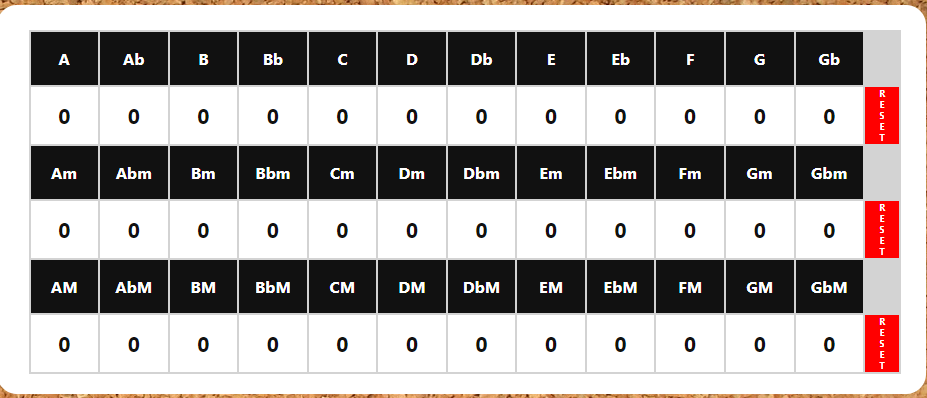 A Ab B Bb C D Db E Eb F G Gb
0 0 0 0 0 0 0 0 0 0 0 0 RESET
Am Abm Bm Bbm Cm Dm Dbm Em Ebm Fm Gm Gbm
0 0 0 0 0 0 0 0 0 0 0 0 RESET
AM AbM BM BbM CM DM DbM EM EbM FM GM GbM
0 0 0 0 0 0 0 0 0 0 0 0 RESET